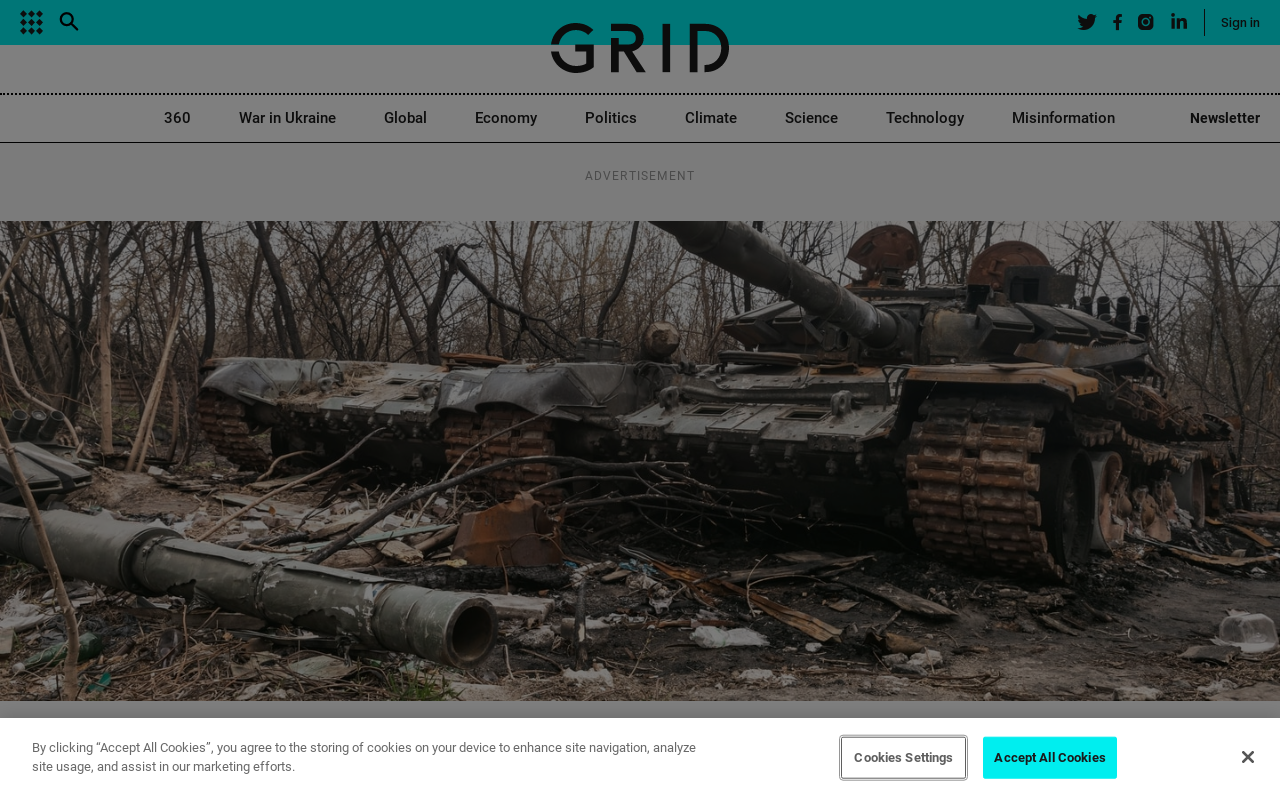 Sign in
GRID
360
War in Ukraine
Global
Economy
Politics
Climate
Science
Technology
Misinformation
Newsletter
ADVERTISEMENT
By clicking “Accept All Cookies”, you agree to the storing of cookies on your device to enhance site navigation, analyze
site usage, and assist in our marketing efforts.
Cookies Settings
Accept All Cookies